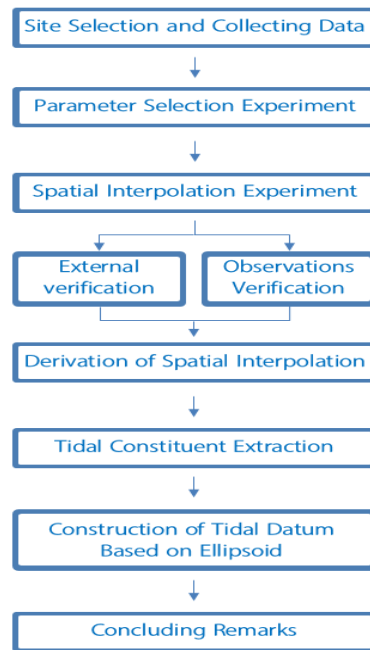 Site Selection and Collecting Data
Parameter Selection Experiment
Spatial Interpolation Experiment
External
verification
Observations
Verification
Derivation of Spatial Interpolation
Tidal Constituent Extraction
Construction of Tidal Datum
Based on Ellipsoid
Concluding Remarks